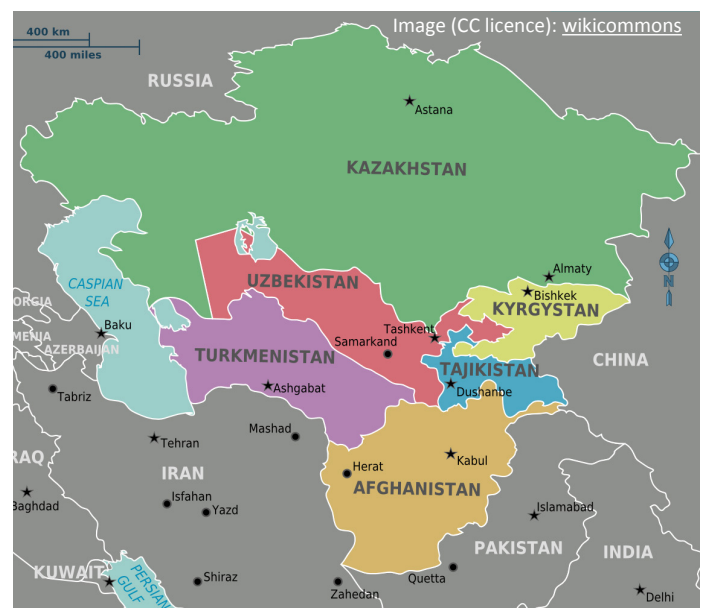 Image (CC licence): wikicommons
400 km
400 miles
RUSSIA
Astana
KAZAKHSTAN
CASPIAN
SEA
UZBEKISTAN
Almaty
Bishkek
N
ORGIA
KYRGYSTAN
Baku
MENIA
AZERBAIJAN
Tashkent
Samarkand
TURKMENISTAN
CHINA
TAJIKISTAN
Tabriz
Ashgabat
Dushanbe
Mashad
Tehran
RAQ
IRAN
Herat
Kabul
AFGHANISTAN
Isfahan
Yazd
Baghdad
Islamabad
PAKISTAN
INDIA
KUWAIT
PERSIAN
GULF
Shiraz
Zahedan
Quetta
Delhi